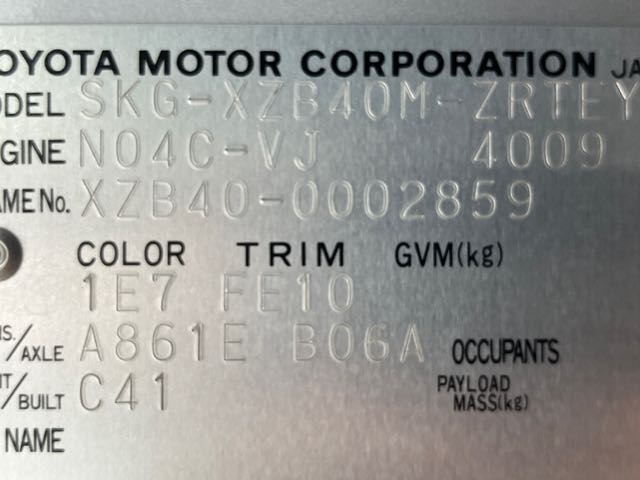 OYOTA MOTOR CORPORATION JA
ODEL SKG-XZB40M-ZRTEY
GINE N04C-VJ 4009
AME No. XZB40-0002859
COLOR TRIM GVM(kg)
1E7 FE10
S./AXLE A861E B06A OCCUPANTS
T/BUILT C41 PAYLOAD MASS(kg)
NAME